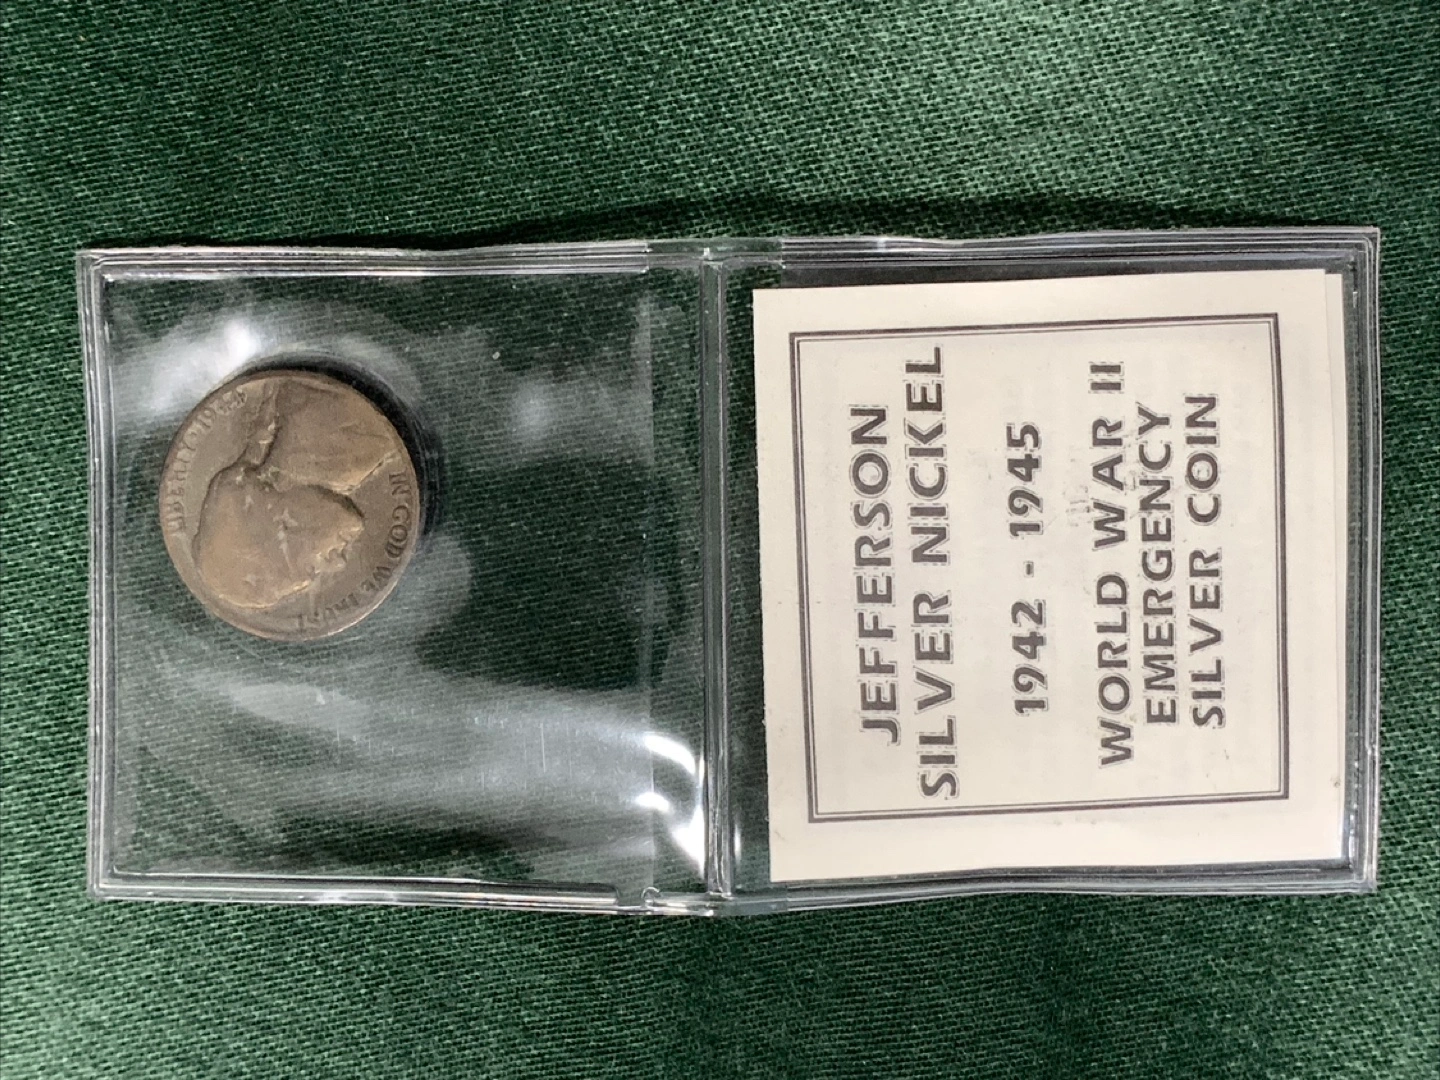 JEFFERSON
SILVER NICKEL
1942 - 1945
WORLD WAR II
EMERGENCY
SILVER COIN
IN GOD WE TRUST
LIBERTY